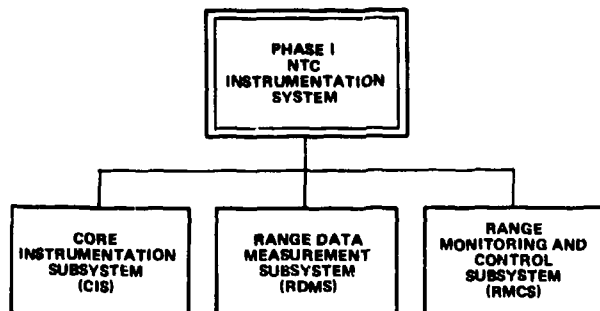 PHASE I
NTC
INSTRUMENTATION
SYSTEM
CORE
INSTRUMENTATION
SUBSYSTEM
(CIS)
RANGE DATA
MEASUREMENT
SUBSYSTEM
(RDMS)
RANGE
MONITORING AND
CONTROL
SUBSYSTEM
(RMCS)